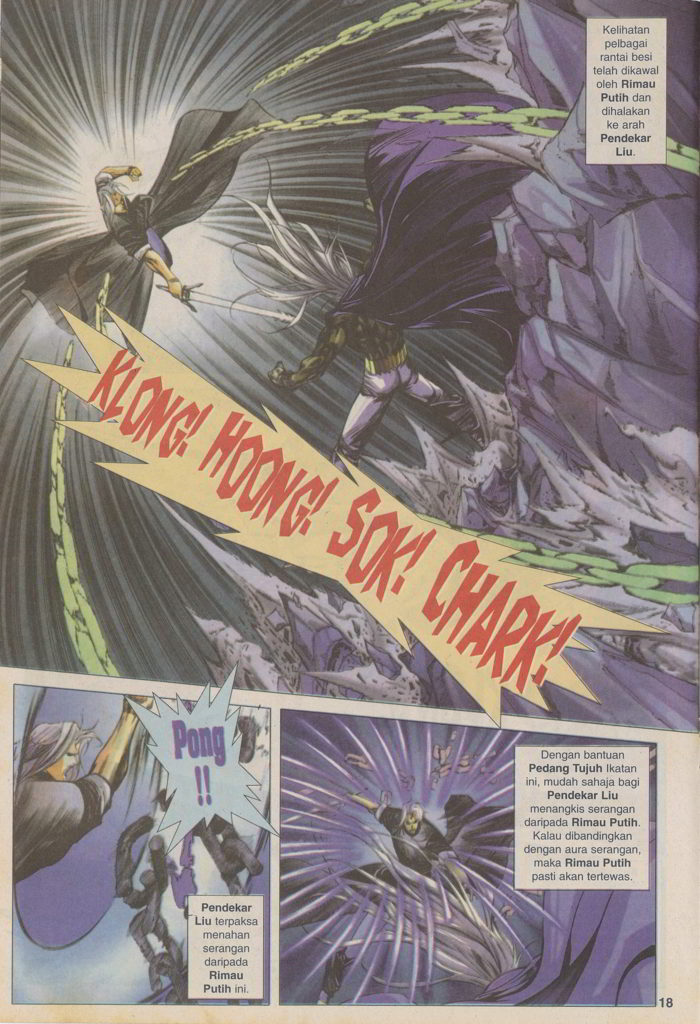 Kelihatan
pelbagai
rantai besi
telah dikawal
oleh Rimau
Putih dan
dihalakan
ke arah
Pendekar
Liu.
KLONG! HOONG! SOK! CHARK!
Pong
!!
Pendekar
Liu terpaksa
menahan
serangan
daripada
Rimau
Putih ini.
Dengan bantuan
Pedang Tujuh Ikatan
ini, mudah sahaja bagi
Pendekar Liu
menangkis serangan
daripada Rimau Putih.
Kalau dibandingkan
dengan aura serangan,
maka Rimau Putih
pasti akan tertewas.
18